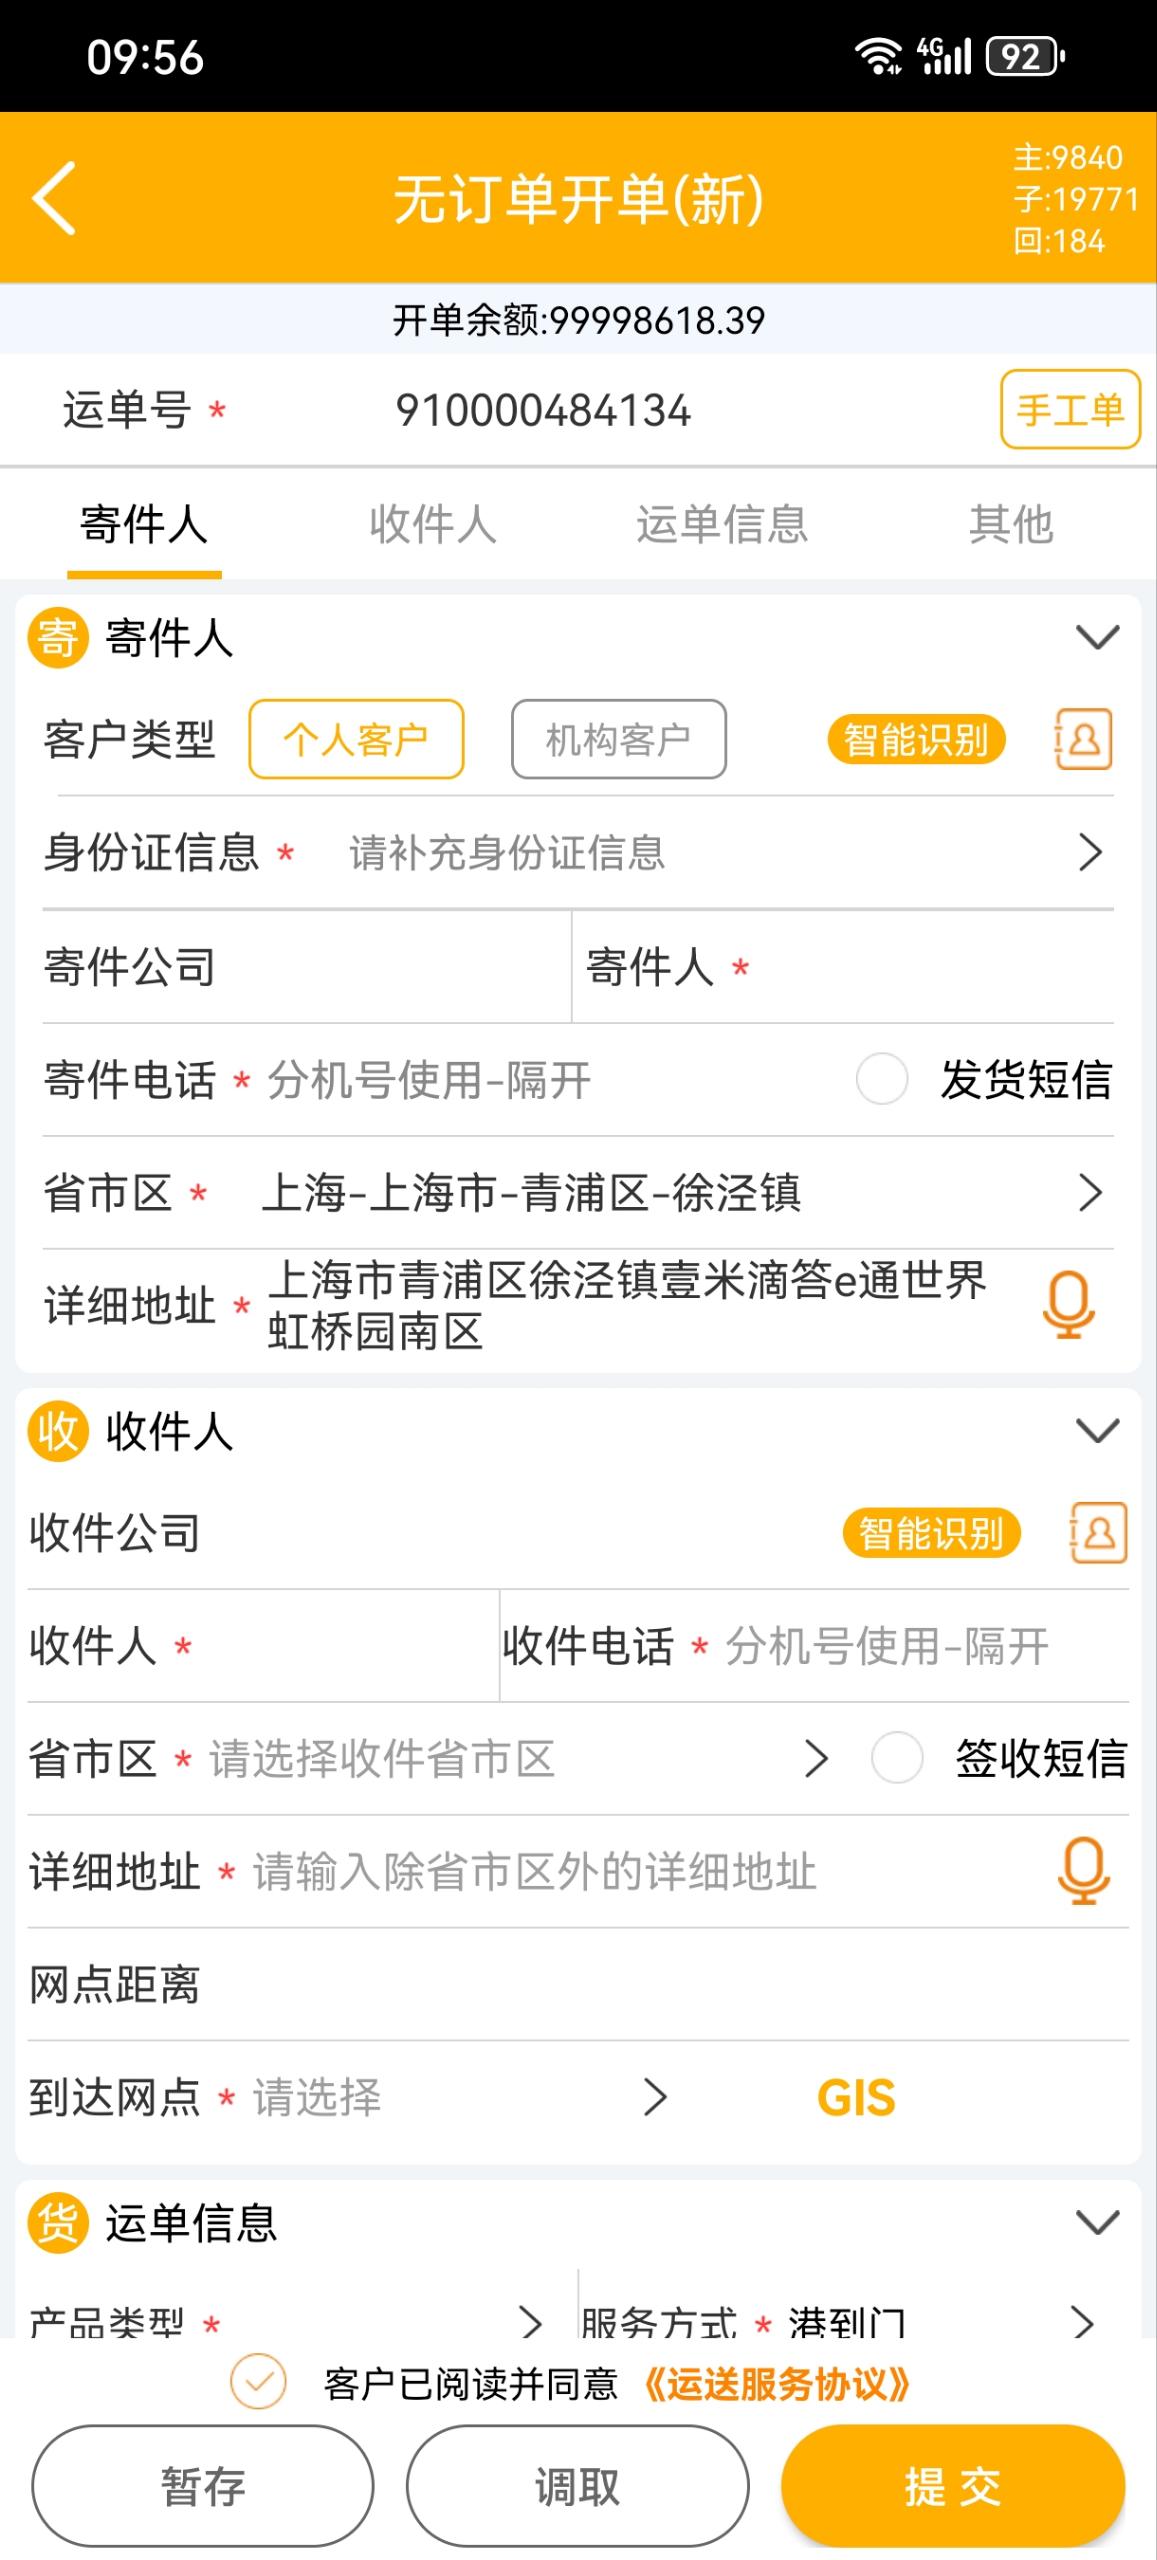 09:56
4G
92
无订单开单(新)
主:9840
子:19771
回:184
开单余额:99998618.39
运单号 * 910000484134 手工单
寄件人 收件人 运单信息 其他
寄 寄件人
客户类型 个人客户 机构客户 智能识别
身份证信息 * 请补充身份证信息
寄件公司 寄件人 *
寄件电话 * 分机号使用-隔开 发货短信
省市区 * 上海-上海市-青浦区-徐泾镇
详细地址 * 上海市青浦区徐泾镇壹米滴答e通世界
虹桥园南区
收 收件人
收件公司 智能识别
收件人 * 收件电话 * 分机号使用-隔开
省市区 * 请选择收件省市区 签收短信
详细地址 * 请输入除省市区外的详细地址
网点距离
到达网点 * 请选择 GIS
货 运单信息
产品类型 * 服务方式 * 港到门
客户已阅读并同意 《运送服务协议》
暂存 调取 提交